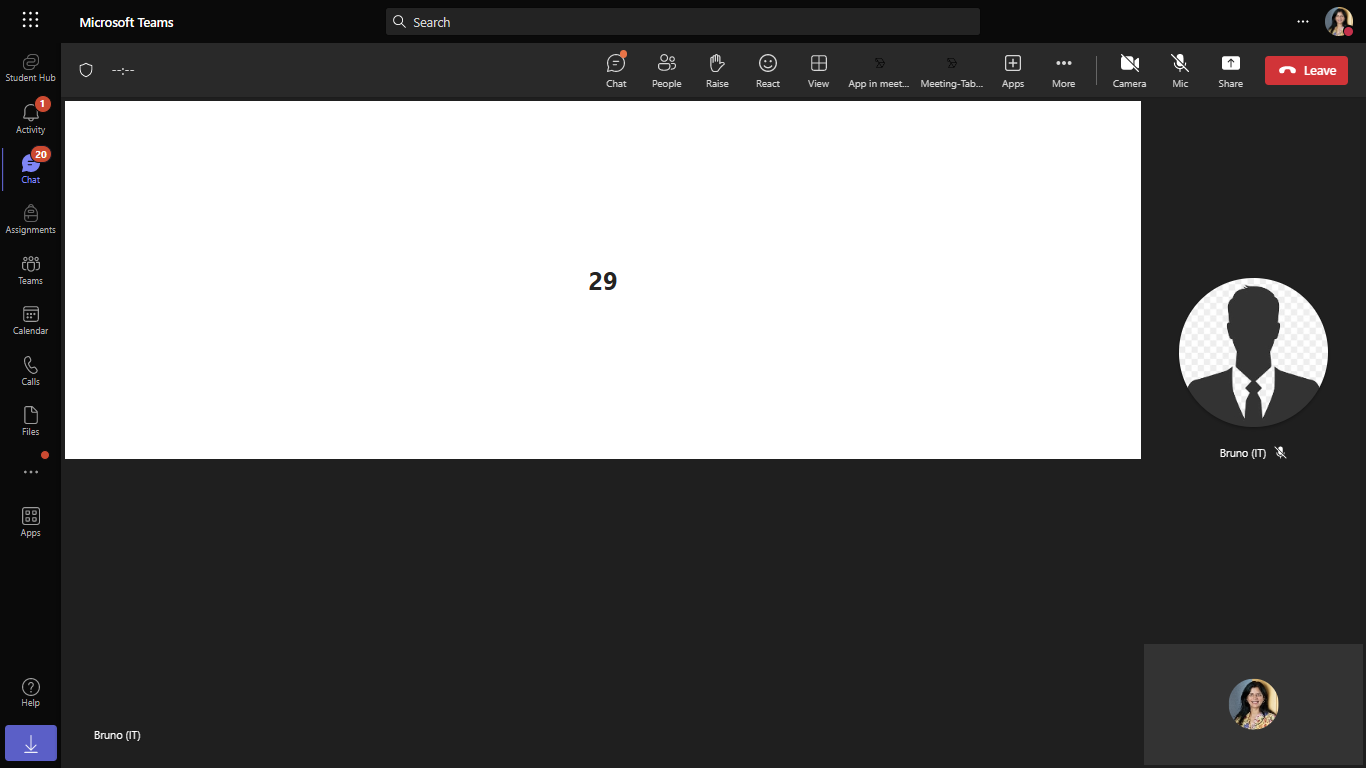 Microsoft Teams
Search
Student Hub
1
Activity
20
Chat
Assignments
Teams
Calendar
Calls
Files
Apps
Help
--:--
Chat
People
Raise
React
View
App in meet...
Meeting-Tab...
Apps
More
Camera
Mic
Share
Leave
29
Bruno (IT)
Bruno (IT)